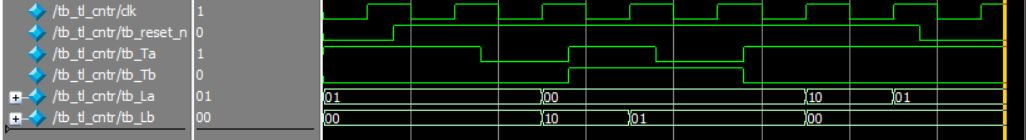 /tb_tl_cntr/clk 1
/tb_tl_cntr/tb_reset_n 0
/tb_tl_cntr/tb_Ta 1
/tb_tl_cntr/tb_Tb 0
/tb_tl_cntr/tb_La 01 01 00 10 01
/tb_tl_cntr/tb_Lb 00 00 10 01 00